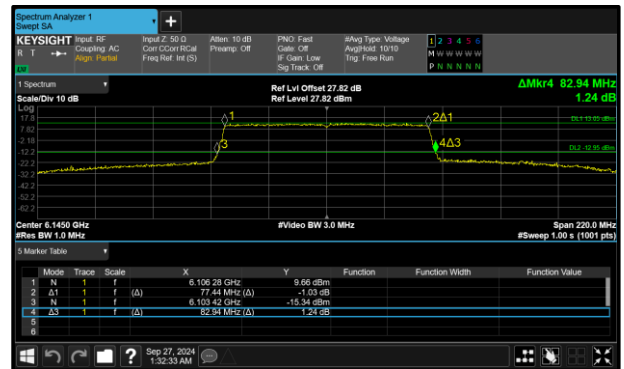 Spectrum Analyzer 1
Swept SA
+
KEYSIGHT Input: RF Input Z: 50 Ω Atten: 10 dB PNO: Fast #Avg Type: Voltage 1 2 3 4 5 6
R T Coupling: AC Corr CCorr RCal Preamp: Off Gate: Off Avg|Hold: 10/10 M W W W W W
Align: Partial Freq Ref: Int (S) IF Gain: Low Trig: Free Run
Sig Track: Off P N N N N N
1 Spectrum Ref Lvl Offset 27.82 dB ΔMkr4 82.94 MHz
Scale/Div 10 dB Ref Level 27.82 dBm 1.24 dB
Log
17.8
7.82
-2.18
-12.2
-22.2
-32.2
-42.2
-52.2
-62.2
1
2Δ1
DL1 13.05 dBm
3
4Δ3
DL2 -12.95 dBm
Center 6.1450 GHz #Video BW 3.0 MHz Span 220.0 MHz
#Res BW 1.0 MHz #Sweep 1.00 s (1001 pts)
5 Marker Table
Mode Trace Scale X Y Function Function Width Function Value
1 N 1 f 6.106 28 GHz 9.66 dBm
2 Δ1 1 f (Δ) 77.44 MHz (Δ) -1.03 dB
3 N 1 f 6.103 42 GHz -15.34 dBm
4 Δ3 1 f (Δ) 82.94 MHz (Δ) 1.24 dB
5
6
? Sep 27, 2024
1:32:33 AM